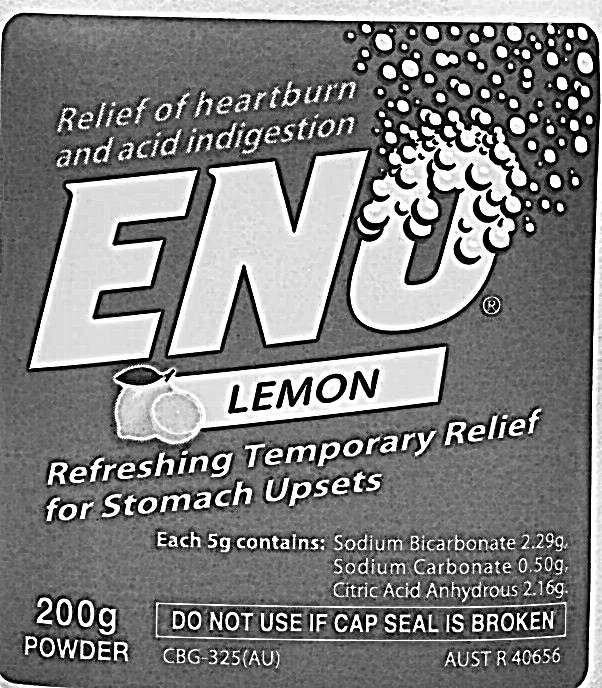 Relief of heartburn
and acid indigestion
ENO®
LEMON
Refreshing Temporary Relief
for Stomach Upsets
Each 5g contains: Sodium Bicarbonate 2.29g,
Sodium Carbonate 0.50g,
Citric Acid Anhydrous 2.16g.
200g
POWDER
DO NOT USE IF CAP SEAL IS BROKEN
CBG-325(AU)
AUST R 40656